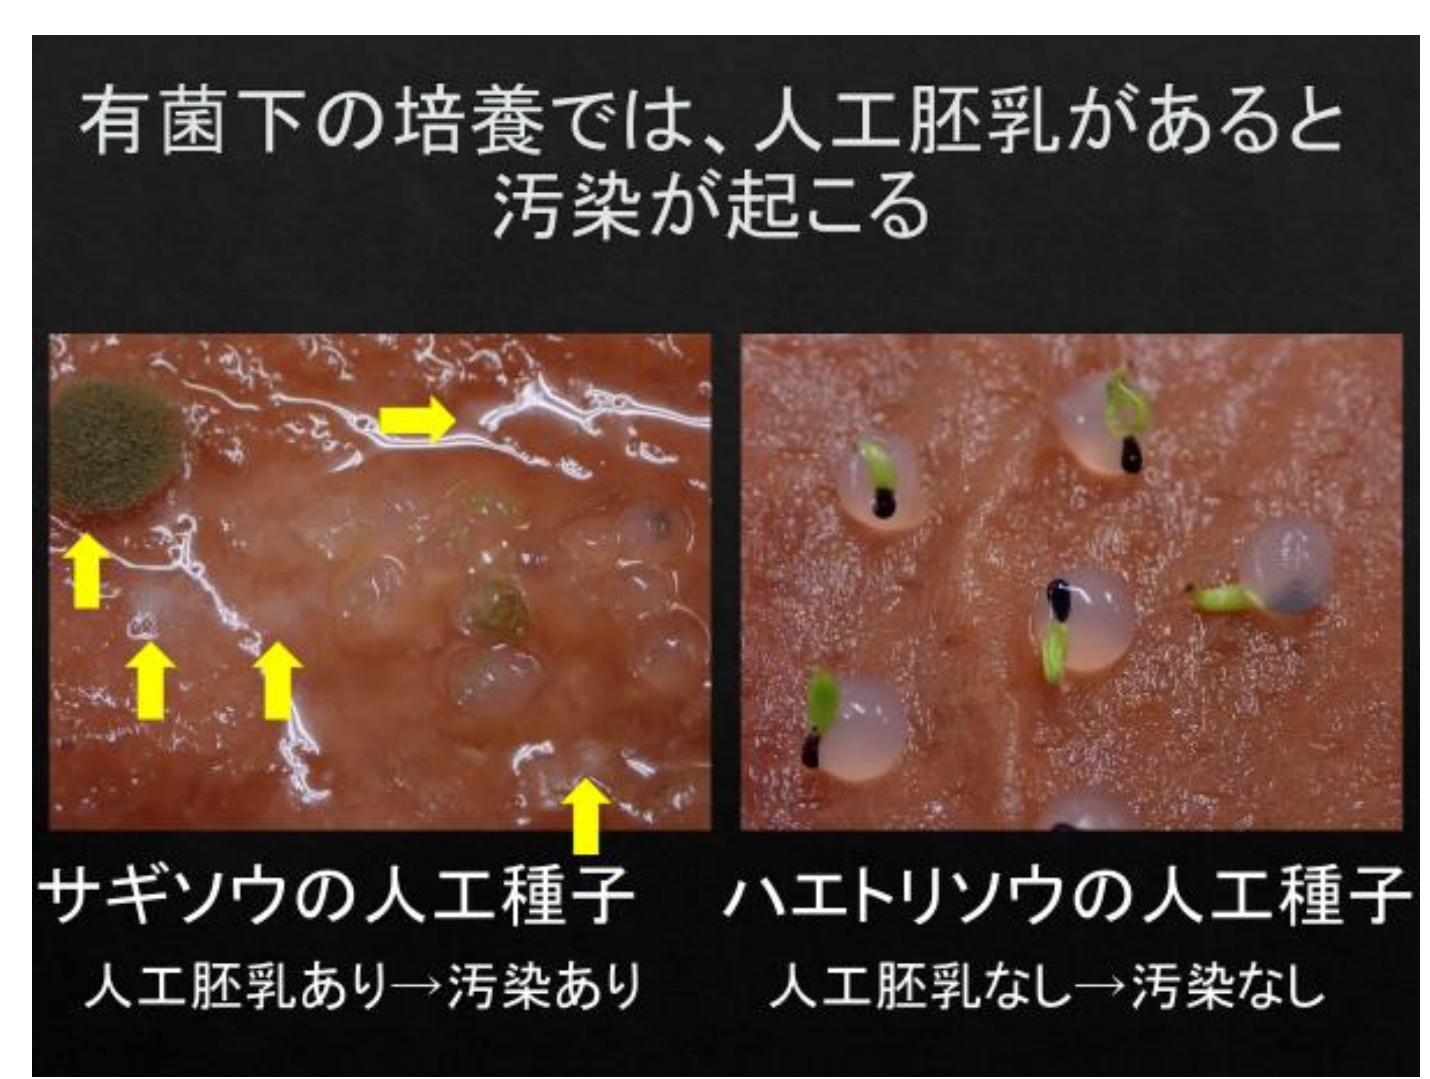 有菌下の培養では、人工胚乳があると
汚染が起こる
サギソウの人工種子
ハエトリソウの人工種子
人工胚乳あり→汚染あり
人工胚乳なし→汚染なし